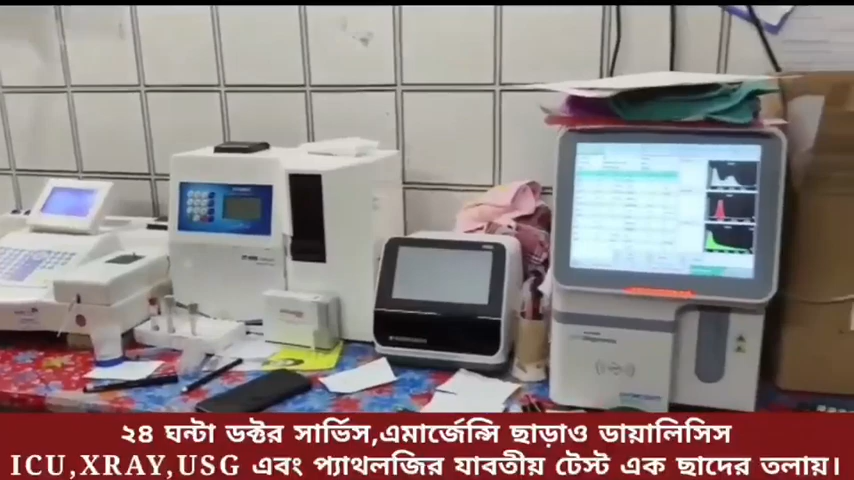 ২৪ ঘন্টা ডক্টর সার্ভিস,এমার্জেন্সি ছাড়াও ডায়ালিসিস
ICU,XRAY,USG এবং প্যাথলজির যাবতীয় টেস্ট এক ছাদের তলায়।